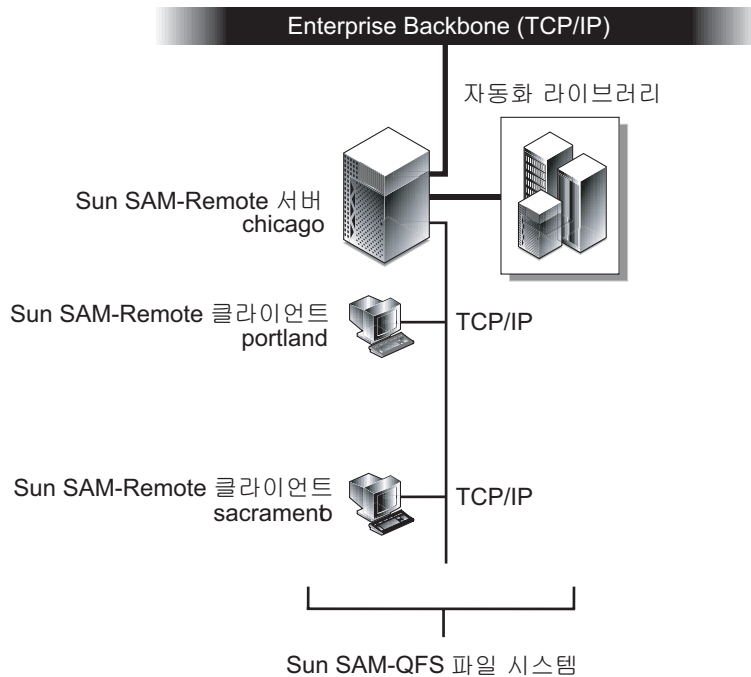 Enterprise Backbone (TCP/IP)
자동화 라이브러리
Sun SAM-Remote 서버
chicago
Sun SAM-Remote 클라이언트
portland
TCP/IP
Sun SAM-Remote 클라이언트
sacramento
TCP/IP
Sun SAM-QFS 파일 시스템